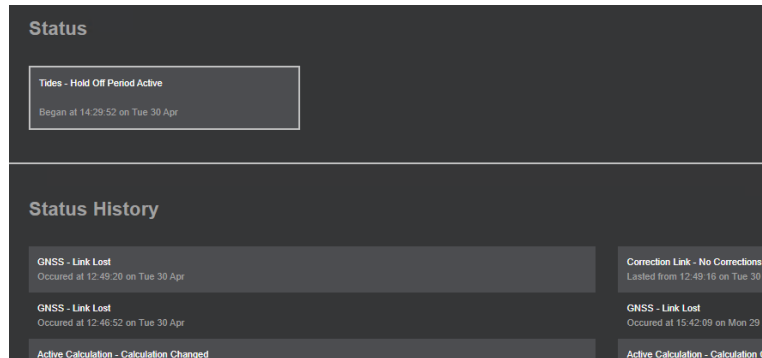 Status
Tides - Hold Off Period Active
Began at 14:29:52 on Tue 30 Apr
Status History
GNSS - Link Lost
Occured at 12:49:20 on Tue 30 Apr
Correction Link - No Corrections
Lasted from 12:49:16 on Tue 30
GNSS - Link Lost
Occured at 12:46:52 on Tue 30 Apr
GNSS - Link Lost
Occured at 15:42:09 on Mon 29
Active Calculation - Calculation Changed
Active Calculation - Calculation